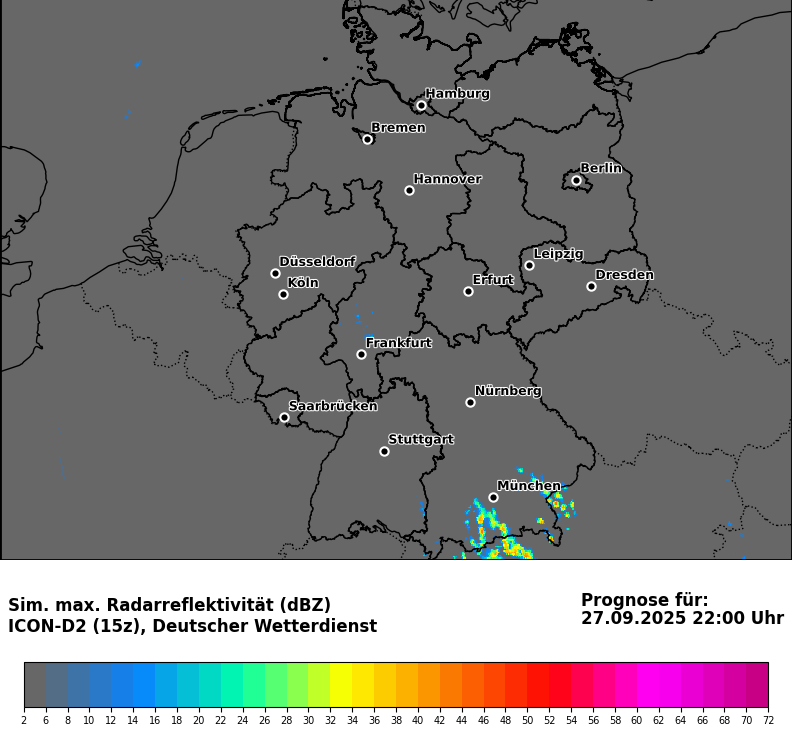 Hamburg
Bremen
Berlin
Hannover
Leipzig
Düsseldorf
Dresden
Köln
Erfurt
Frankfurt
Nürnberg
Saarbrücken
Stuttgart
München
Sim. max. Radarreflektivität (dBZ)
ICON-D2 (15z), Deutscher Wetterdienst
Prognose für:
27.09.2025 22:00 Uhr
2 6 8 10 12 14 16 18 20 22 24 26 28 30 32 34 36 38 40 42 44 46 48 50 52 54 56 58 60 62 64 66 68 70 72